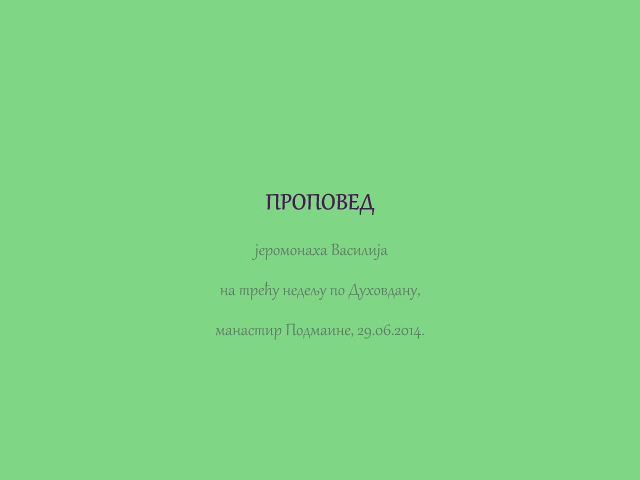 ПРОПОВЕД
јеромонаха Василија
на трећу недељу по Духовдану,
манастир Подмаине, 29.06.2014.